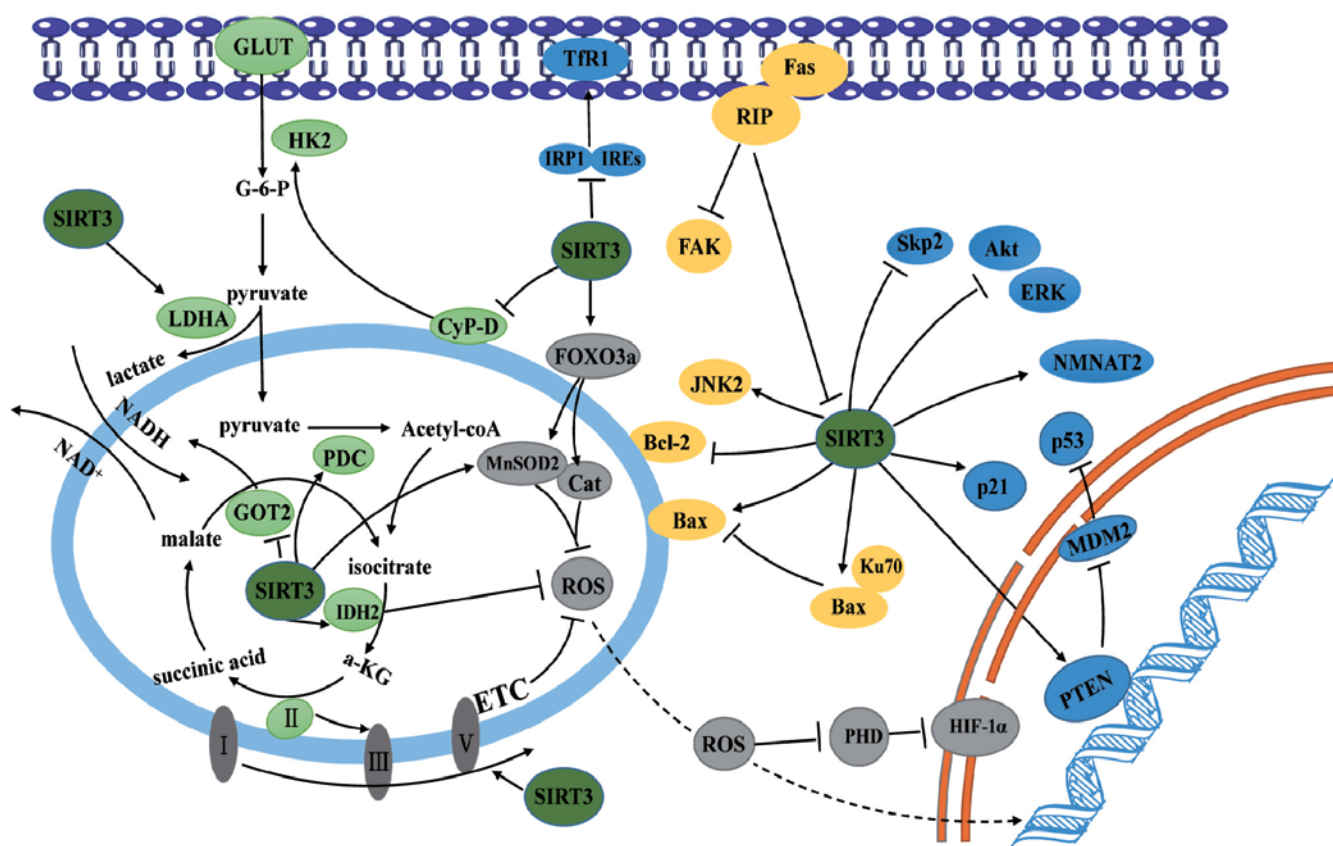 GLUT
TfR1
Fas
RIP
HK2
IRP1
IREs
G-6-P
SIRT3
SIRT3
FAK
Skp2
Akt
ERK
pyruvate
LDHA
CyP-D
FOXO3a
NMNAT2
lactate
JNK2
NADH
NAD+
pyruvate
Acetyl-coA
Bcl-2
SIRT3
p53
PDC
MnSOD2
Cat
p21
GOT2
Bax
MDM2
malate
isocitrate
Ku70
SIRT3
IDH2
ROS
Bax
succinic acid
a-KG
ETC
PTEN
II
I
III
V
ROS
PHD
HIF-1α
SIRT3